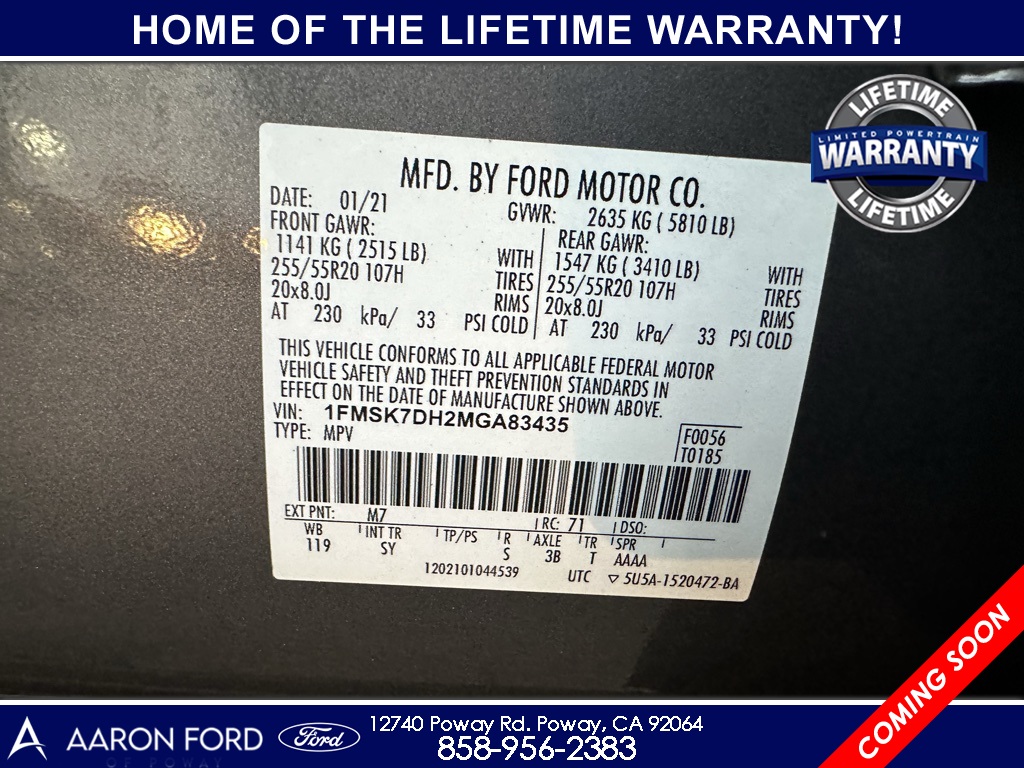 HOME OF THE LIFETIME WARRANTY!
LIFETIME
LIMITED POWERTRAIN
WARRANTY
LIFETIME
MFD. BY FORD MOTOR CO.
DATE: 01/21 GVWR: 2635 KG ( 5810 LB)
FRONT GAWR: REAR GAWR:
1141 KG ( 2515 LB) WITH 1547 KG ( 3410 LB) WITH
255/55R20 107H TIRES 255/55R20 107H TIRES
20x8.0J RIMS 20x8.0J RIMS
AT 230 kPa/ 33 PSI COLD AT 230 kPa/ 33 PSI COLD
THIS VEHICLE CONFORMS TO ALL APPLICABLE FEDERAL MOTOR
VEHICLE SAFETY AND THEFT PREVENTION STANDARDS IN
EFFECT ON THE DATE OF MANUFACTURE SHOWN ABOVE.
VIN: 1FMSK7DH2MGA83435
TYPE: MPV
F0056
T0185
EXT PNT: M7 RC: 71 DSO:
WB INT TR TP/PS R AXLE TR SPR
119 SY S 3B T AAAA
1202101044539 UTC ▽ 5U5A-1520472-BA
COMING SOON
AARON FORD
OF POWAY
Ford
12740 Poway Rd. Poway, CA 92064
858-956-2383